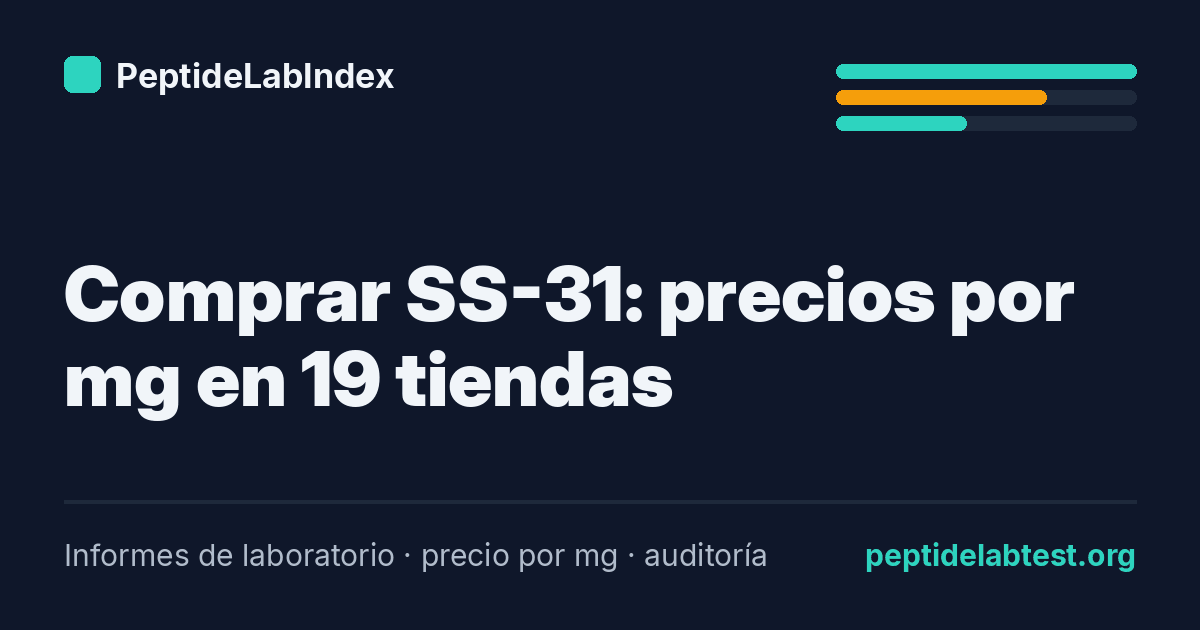 PeptideLabIndex
Comprar SS-31: precios por
mg en 19 tiendas
Informes de laboratorio · precio por mg · auditoría
peptidelabtest.org